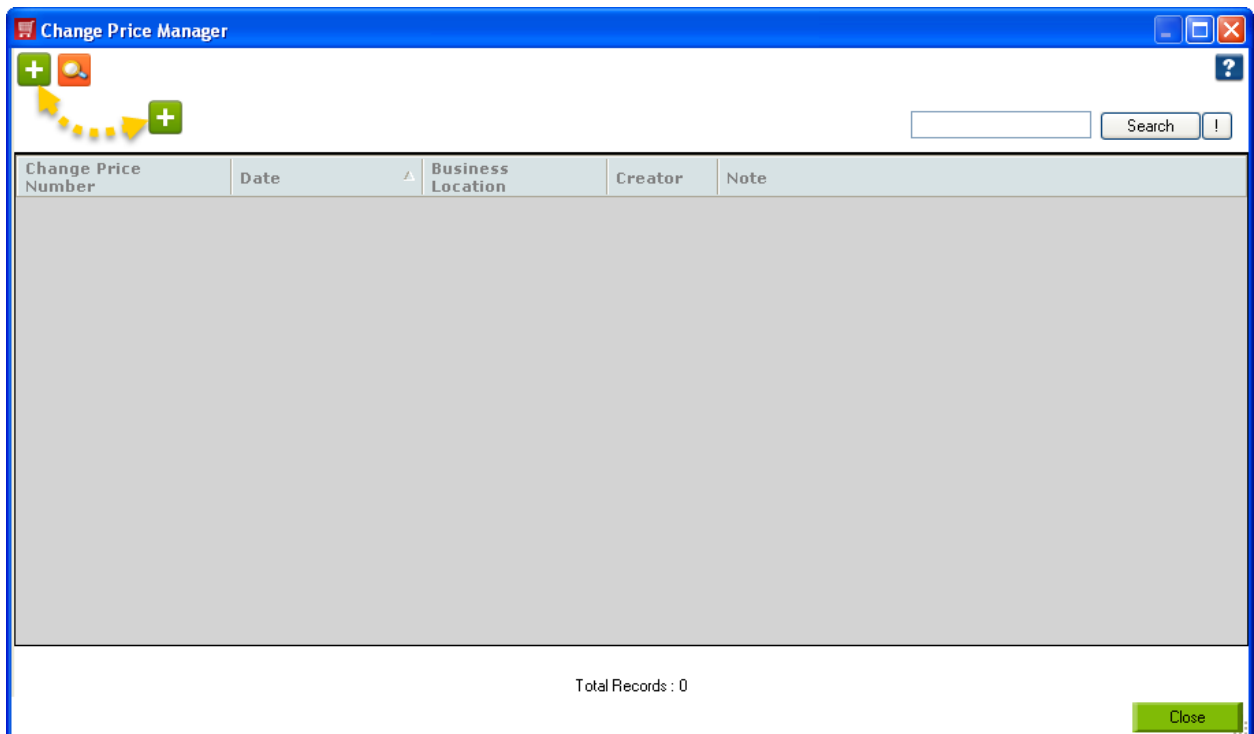 Change Price Manager
?
Search !
Change Price Number Date Business Location Creator Note
Total Records : 0
Close